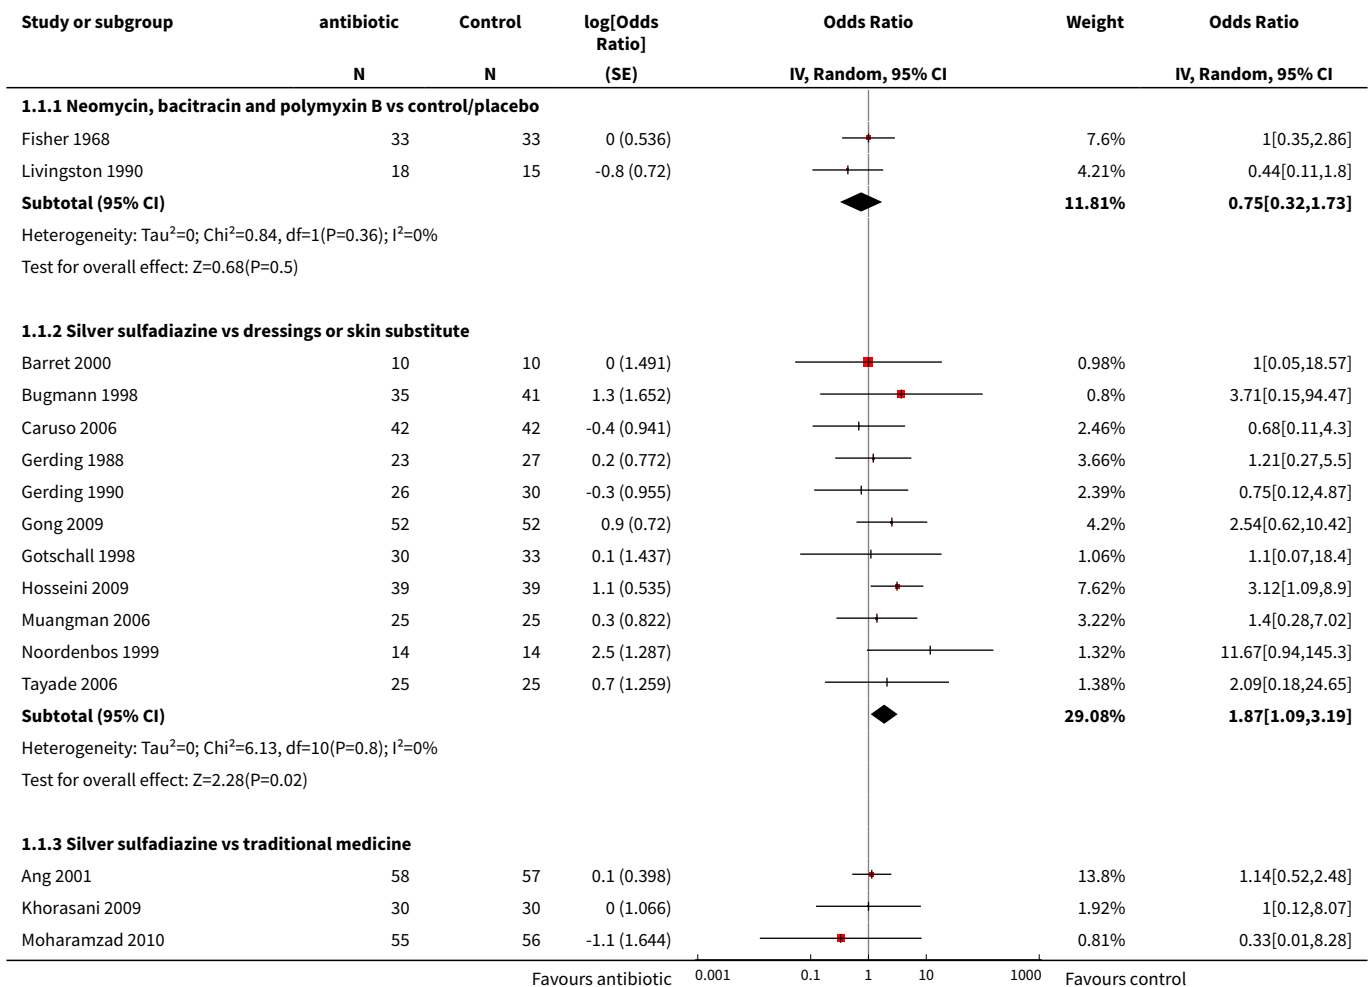 Study or subgroup antibiotic Control log[Odds Ratio] Odds Ratio Weight Odds Ratio
N N (SE) IV, Random, 95% CI IV, Random, 95% CI
1.1.1 Neomycin, bacitracin and polymyxin B vs control/placebo
Fisher 1968 33 33 0 (0.536) 7.6% 1[0.35,2.86]
Livingston 1990 18 15 -0.8 (0.72) 4.21% 0.44[0.11,1.8]
Subtotal (95% CI) 11.81% 0.75[0.32,1.73]
Heterogeneity: Tau²=0; Chi²=0.84, df=1(P=0.36); I²=0%
Test for overall effect: Z=0.68(P=0.5)
1.1.2 Silver sulfadiazine vs dressings or skin substitute
Barret 2000 10 10 0 (1.491) 0.98% 1[0.05,18.57]
Bugmann 1998 35 41 1.3 (1.652) 0.8% 3.71[0.15,94.47]
Caruso 2006 42 42 -0.4 (0.941) 2.46% 0.68[0.11,4.3]
Gerding 1988 23 27 0.2 (0.772) 3.66% 1.21[0.27,5.5]
Gerding 1990 26 30 -0.3 (0.955) 2.39% 0.75[0.12,4.87]
Gong 2009 52 52 0.9 (0.72) 4.2% 2.54[0.62,10.42]
Gotschall 1998 30 33 0.1 (1.437) 1.06% 1.1[0.07,18.4]
Hosseini 2009 39 39 1.1 (0.535) 7.62% 3.12[1.09,8.9]
Muangman 2006 25 25 0.3 (0.822) 3.22% 1.4[0.28,7.02]
Noordenbos 1999 14 14 2.5 (1.287) 1.32% 11.67[0.94,145.3]
Tayade 2006 25 25 0.7 (1.259) 1.38% 2.09[0.18,24.65]
Subtotal (95% CI) 29.08% 1.87[1.09,3.19]
Heterogeneity: Tau²=0; Chi²=6.13, df=10(P=0.8); I²=0%
Test for overall effect: Z=2.28(P=0.02)
1.1.3 Silver sulfadiazine vs traditional medicine
Ang 2001 58 57 0.1 (0.398) 13.8% 1.14[0.52,2.48]
Khorasani 2009 30 30 0 (1.066) 1.92% 1[0.12,8.07]
Moharamzad 2010 55 56 -1.1 (1.644) 0.81% 0.33[0.01,8.28]
Favours antibiotic 0.001 0.1 1 10 1000 Favours control